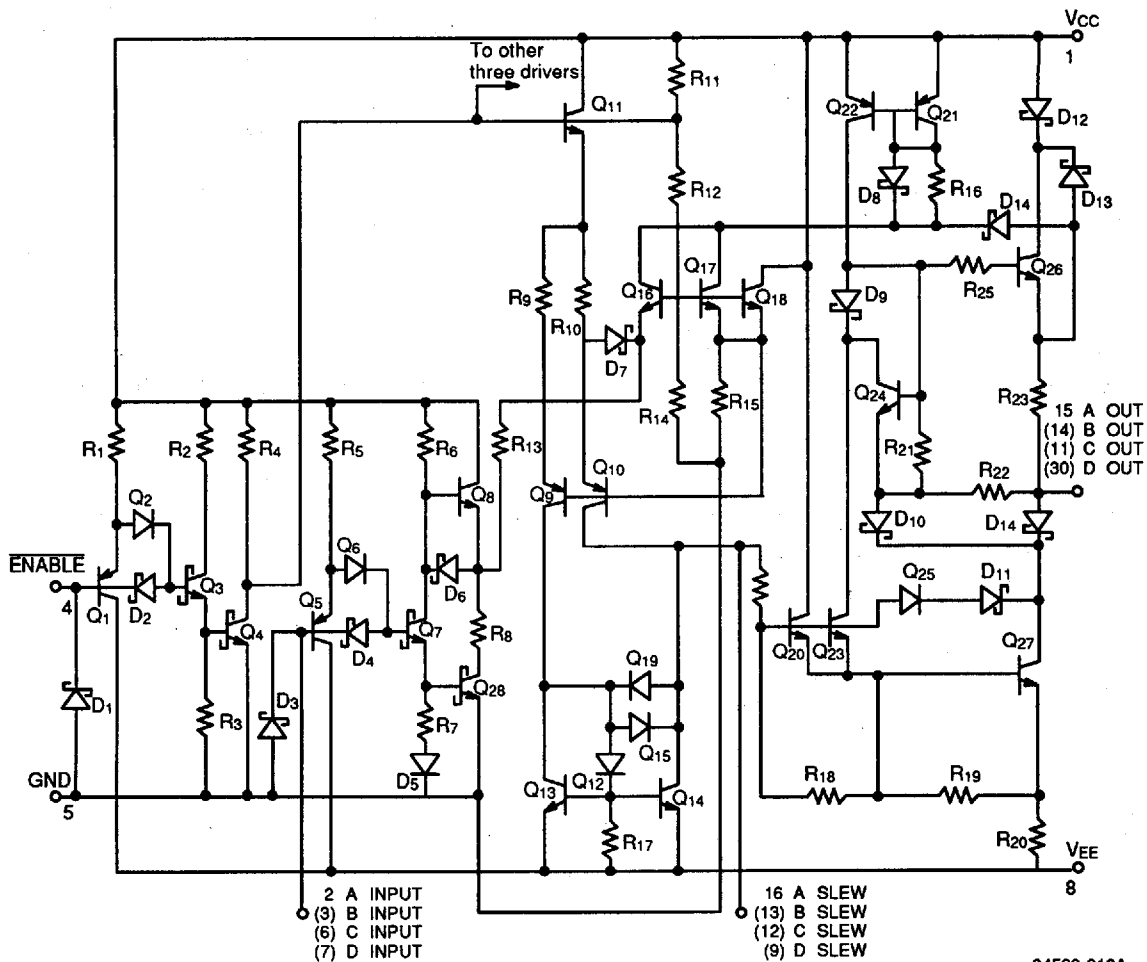 VCC
1
To other
three drivers
R11
Q11
Q22
Q21
D12
R12
D8
R16
D13
D14
R9
R10
Q16
Q17
Q18
D9
R25
Q26
D7
Q24
R23
R14
R15
R13
R21
R22
15 A OUT
(14) B OUT
(11) C OUT
(30) D OUT
R1
R2
R4
R5
R6
Q8
Q9
Q10
D10
D14
Q2
ENABLE
4
Q1
D2
Q3
Q4
Q6
Q5
D4
Q7
D6
R8
Q28
Q25
D11
Q20
Q23
Q27
D1
R3
D3
R7
D5
Q19
Q15
Q12
Q13
Q14
R17
R18
R19
R20
GND
5
VEE
8
2 A INPUT
(3) B INPUT
(6) C INPUT
(7) D INPUT
16 A SLEW
(13) B SLEW
(12) C SLEW
(9) D SLEW